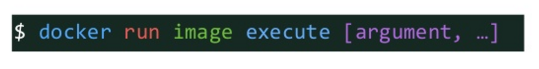 $ docker run image execute [argument, …]